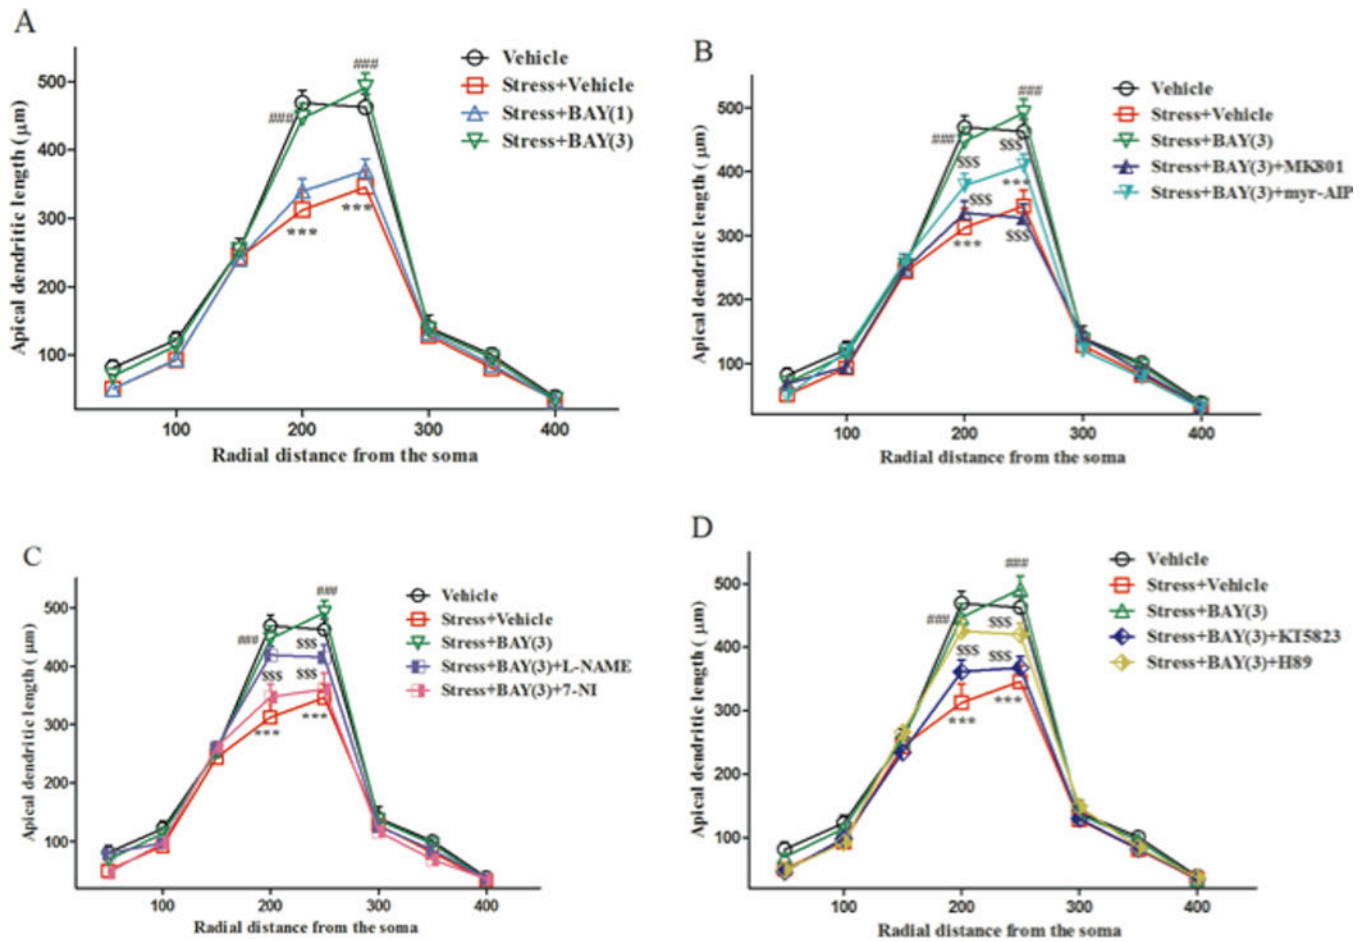 A
Vehicle
Stress+Vehicle
Stress+BAY(1)
Stress+BAY(3)
###
###
***
***
500
400
300
200
100
Apical dendritic length (μm)
100
200
300
400
Radial distance from the soma
B
Vehicle
Stress+Vehicle
Stress+BAY(3)
Stress+BAY(3)+MK801
Stress+BAY(3)+myr-AIP
###
###
$$$
$$$
***
$$$
$$$
***
500
400
300
200
100
Apical dendritic length ( μm)
100
200
300
400
Radial distance from the soma
C
Vehicle
Stress+Vehicle
Stress+BAY(3)
Stress+BAY(3)+L-NAME
Stress+BAY(3)+7-NI
###
###
$$$
$$$
$$$
***
***
500
400
300
200
100
Apical dendritic length ( μm)
100
200
300
400
Radial distance from the soma
D
Vehicle
Stress+Vehicle
Stress+BAY(3)
Stress+BAY(3)+KT5823
Stress+BAY(3)+H89
###
###
$$$
$$$
$$$
***
***
500
400
300
200
100
Apical dendritic length ( μm)
100
200
300
400
Radial distance from the soma